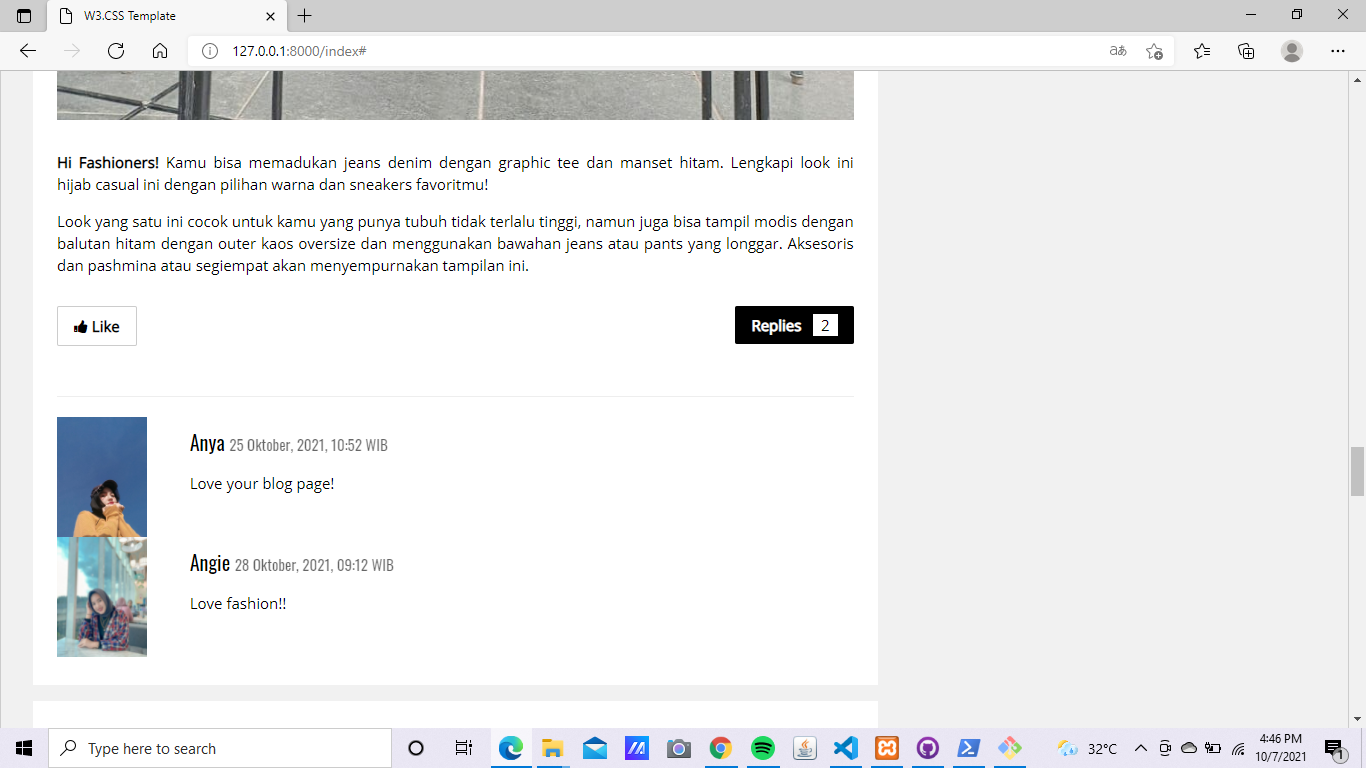 W3.CSS Template
127.0.0.1:8000/index#
Hi Fashioners! Kamu bisa memadukan jeans denim dengan graphic tee dan manset hitam. Lengkapi look ini
hijab casual ini dengan pilihan warna dan sneakers favoritmu!
Look yang satu ini cocok untuk kamu yang punya tubuh tidak terlalu tinggi, namun juga bisa tampil modis dengan
balutan hitam dengan outer kaos oversize dan menggunakan bawahan jeans atau pants yang longgar. Aksesoris
dan pashmina atau segiempat akan menyempurnakan tampilan ini.
Like
Replies 2
Anya 25 Oktober, 2021, 10:52 WIB
Love your blog page!
Angie 28 Oktober, 2021, 09:12 WIB
Love fashion!!
Type here to search
32°C
4:46 PM
10/7/2021
1